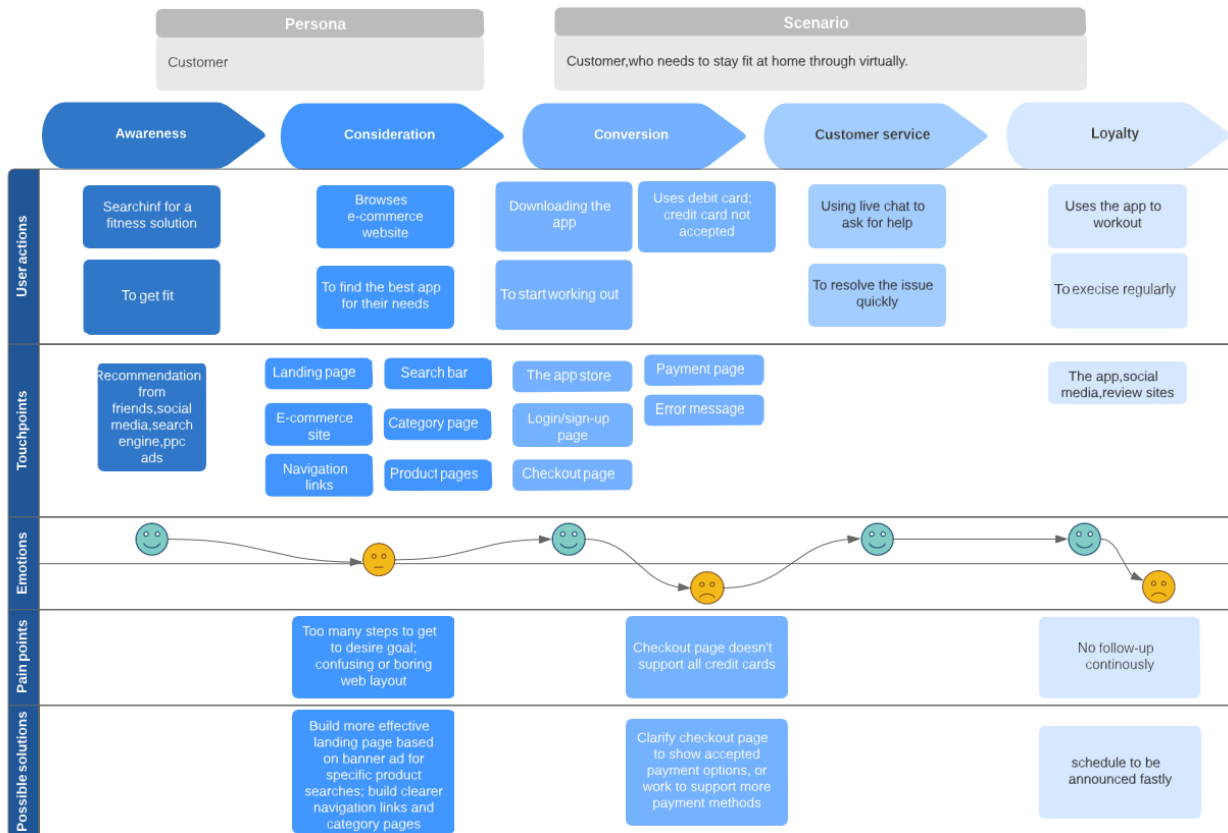 Persona
Customer
Scenario
Customer,who needs to stay fit at home through virtually.
Awareness
Consideration
Conversion
Customer service
Loyalty
User actions
Searchinf for a
fitness solution
Browses
e-commerce
website
Downloading the
app
Uses debit card;
credit card not
accepted
Using live chat to
ask for help
Uses the app to
workout
To get fit
To find the best app
for their needs
To start working out
To resolve the issue
quickly
To execise regularly
Touchpoints
Recommendation
from
friends,social
media,search
engine,ppc
ads
Landing page
Search bar
E-commerce
site
Category page
Navigation
links
Product pages
The app store
Payment page
Login/sign-up
page
Error message
Checkout page
The app,social
media,review sites
Emotions
Pain points
Too many steps to get
to desire goal;
confusing or boring
web layout
Checkout page doesn't
support all credit cards
No follow-up
continously
Possible solutions
Build more effective
landing page based
on banner ad for
specific product
searches; build clearer
navigation links and
category pages
Clarify checkout page
to show accepted
payment options, or
work to support more
payment methods
schedule to be
announced fastly